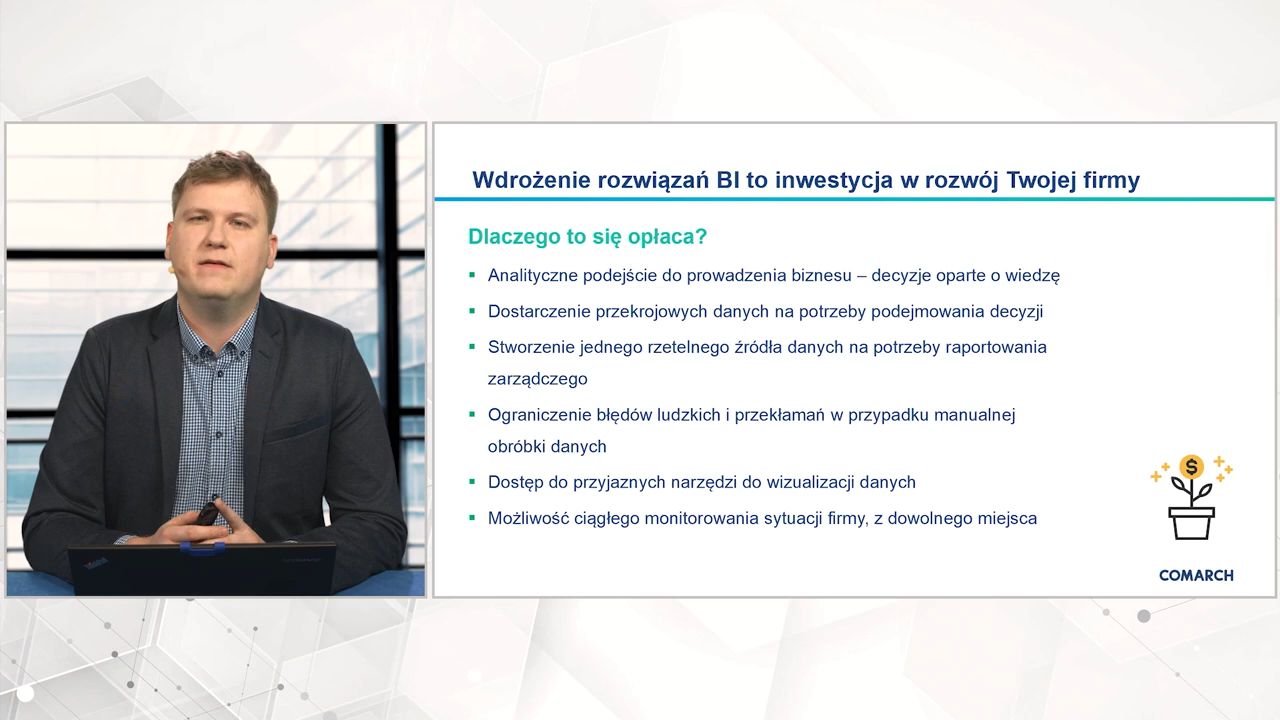 Wdrożenie rozwiązań BI to inwestycja w rozwój Twojej firmy
Dlaczego to się opłaca?
Analityczne podejście do prowadzenia biznesu – decyzje oparte o wiedzę
Dostarczenie przekrojowych danych na potrzeby podejmowania decyzji
Stworzenie jednego rzetelnego źródła danych na potrzeby raportowania
zarządczego
Ograniczenie błędów ludzkich i przekłamań w przypadku manualnej
obróbki danych
Dostęp do przyjaznych narzędzi do wizualizacji danych
Możliwość ciągłego monitorowania sytuacji firmy, z dowolnego miejsca
$
COMARCH